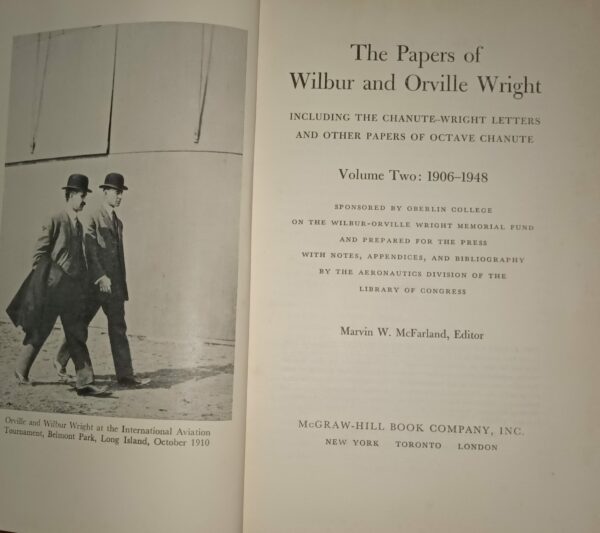 Orville and Wilbur Wright at the International Aviation
Tournament, Belmont Park, Long Island, October 1910
The Papers of
Wilbur and Orville Wright
INCLUDING THE CHANUTE–WRIGHT LETTERS
AND OTHER PAPERS OF OCTAVE CHANUTE
Volume Two: 1906–1948
SPONSORED BY OBERLIN COLLEGE
ON THE WILBUR-ORVILLE WRIGHT MEMORIAL FUND
AND PREPARED FOR THE PRESS
WITH NOTES, APPENDICES, AND BIBLIOGRAPHY
BY THE AERONAUTICS DIVISION OF THE
LIBRARY OF CONGRESS
Marvin W. McFarland, Editor
McGRAW-HILL BOOK COMPANY, INC.
NEW YORK TORONTO LONDON